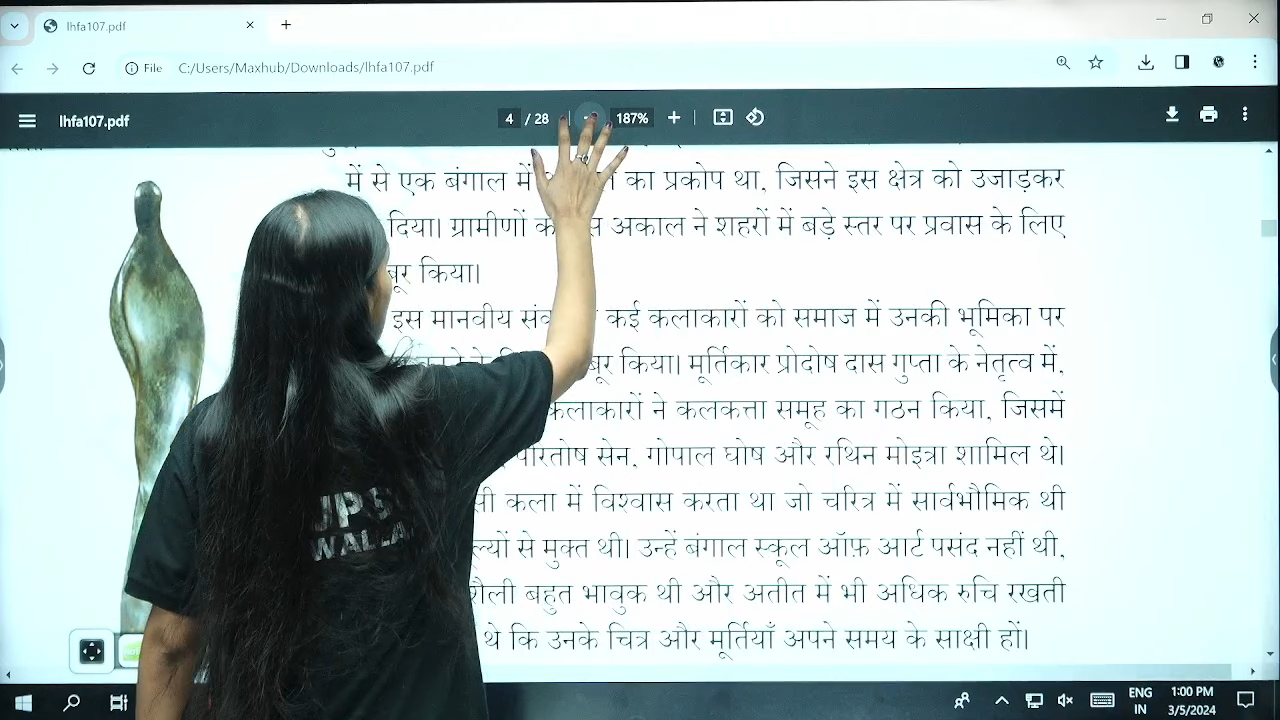 lhfa107.pdf
File C:/Users/Maxhub/Downloads/lhfa107.pdf
lhfa107.pdf
4 / 28
187%
में से एक बंगाल में का प्रकोप था, जिसने इस क्षेत्र को उजाड़कर
दिया। ग्रामीणों अकाल ने शहरों में बड़े स्तर पर प्रवास के लिए
किया।
इस मानवीय कई कलाकारों को समाज में उनकी भूमिका पर
किया। मूर्तिकार प्रोदोष दास गुप्ता के नेतृत्व में,
कलाकारों ने कलकत्ता समूह का गठन किया, जिसमें
सेन, गोपाल घोष और रथिन मोइत्रा शामिल थे।
कला में विश्वास करता था जो चरित्र में सार्वभौमिक थी
से मुक्त थी। उन्हें बंगाल स्कूल ऑफ़ आर्ट पसंद नहीं थी,
शैली बहुत भावुक थी और अतीत में भी अधिक रुचि रखती
थे कि उनके चित्र और मूर्तियाँ अपने समय के साक्षी हों।
UPSC
WALLAH
ENG
IN
1:00 PM
3/5/2024